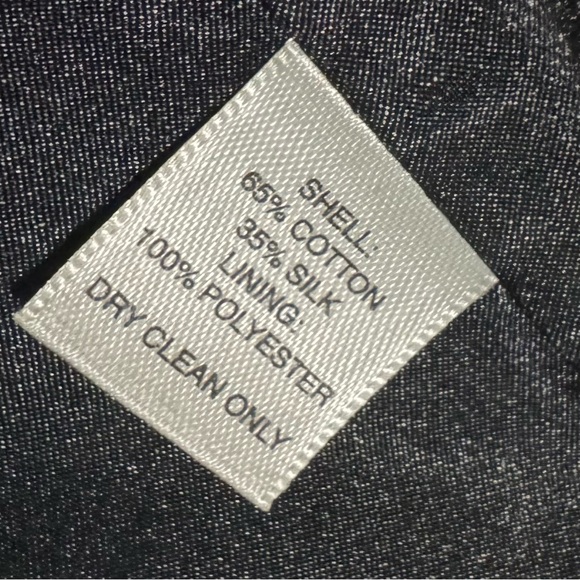 SHELL:
65% COTTON
35% SILK
LINING:
100% POLYESTER
DRY CLEAN ONLY